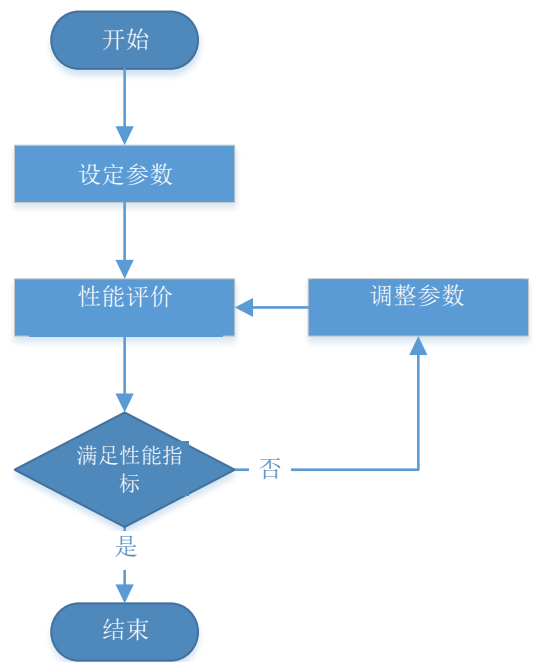 开始
设定参数
性能评价
调整参数
满足性能指
标
否
是
结束